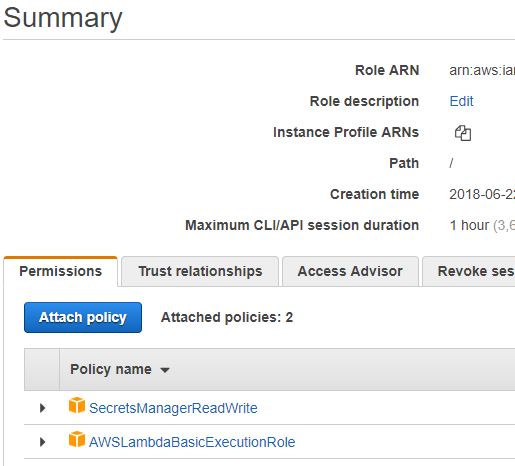 Summary
Role ARN arn:aws:iar
Role description Edit
Instance Profile ARNs
Path /
Creation time 2018-06-22
Maximum CLI/API session duration 1 hour (3,6
Permissions Trust relationships Access Advisor Revoke ses
Attach policy Attached policies: 2
Policy name
SecretsManagerReadWrite
AWSLambdaBasicExecutionRole